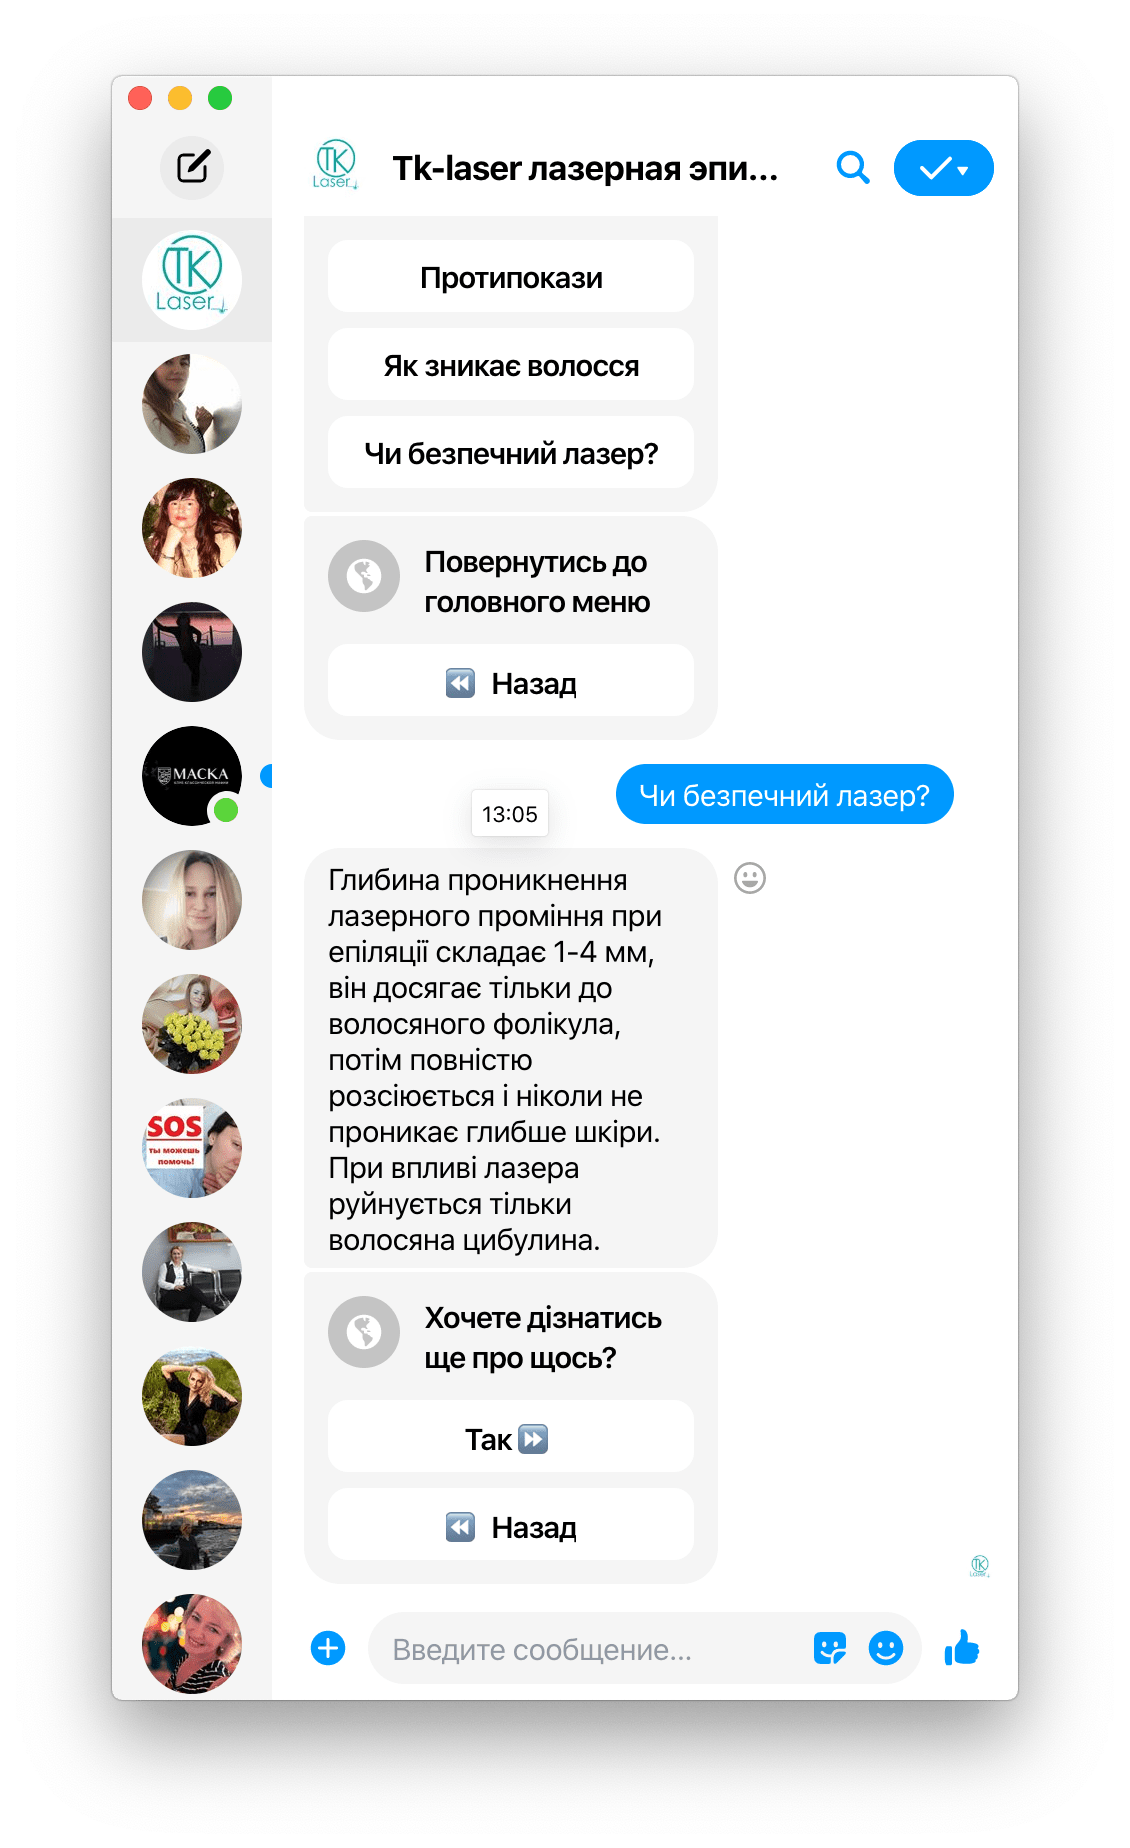 TK
Laser
Tk-laser лазерная эпи...
TK
Laser
Протипокази
Як зникає волосся
Чи безпечний лазер?
Повернутись до
головного меню
Назад
МАСКА
Чи безпечний лазер?
13:05
Глибина проникнення
лазерного проміння при
епіляції складає 1-4 мм,
він досягає тільки до
волосяного фолікула,
потім повністю
розсіюється і ніколи не
проникає глибше шкіри.
При впливі лазера
руйнується тільки
волосяна цибулина.
SOS
ты можешь
помочь!
Хочете дізнатись
ще про щось?
Так
Назад
TK
Laser
Введите сообщение...